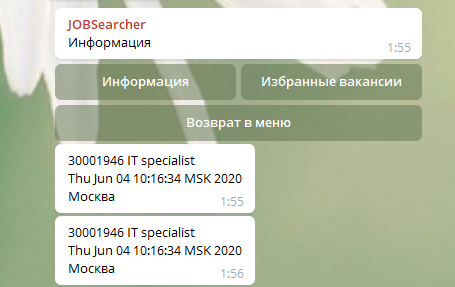 JOBSearcher
Информация
1:55
Информация
Избранные вакансии
Возврат в меню
30001946 IT specialist
Thu Jun 04 10:16:34 MSK 2020
Москва
1:55
30001946 IT specialist
Thu Jun 04 10:16:34 MSK 2020
Москва
1:56